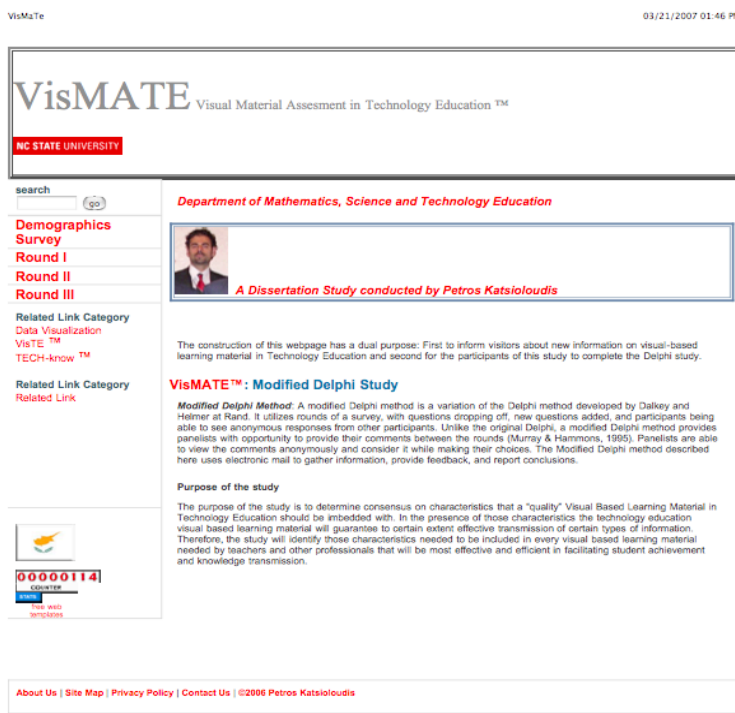 VisMaTe
03/21/2007 01:46 PM
VisMATE Visual Material Assesment in Technology Education ™
NC STATE UNIVERSITY
search
go
Demographics
Survey
Round I
Round II
Round III
Related Link Category
Data Visualization
VisTE ™
TECH-know ™
Related Link Category
Related Link
00000114
COUNTER
STATS
free web
templates
Department of Mathematics, Science and Technology Education
A Dissertation Study conducted by Petros Katsioloudis
The construction of this webpage has a dual purpose: First to inform visitors about new information on visual-based
learning material in Technology Education and second for the participants of this study to complete the Delphi study.
VisMATE™: Modified Delphi Study
Modified Delphi Method: A modified Delphi method is a variation of the Delphi method developed by Dalkey and
Helmer at Rand. It utilizes rounds of a survey, with questions dropping off, new questions added, and participants being
able to see anonymous responses from other participants. Unlike the original Delphi, a modified Delphi method provides
panelists with opportunity to provide their comments between the rounds (Murray & Hammons, 1995). Panelists are able
to view the comments anonymously and consider it while making their choices. The Modified Delphi method described
here uses electronic mail to gather information, provide feedback, and report conclusions.
Purpose of the study
The purpose of the study is to determine consensus on characteristics that a "quality" Visual Based Learning Material in
Technology Education should be imbedded with. In the presence of those characteristics the technology education
visual based learning material will guarantee to certain extent effective transmission of certain types of information.
Therefore, the study will identify those characteristics needed to be included in every visual based learning material
needed by teachers and other professionals that will be most effective and efficient in facilitating student achievement
and knowledge transmission.
About Us | Site Map | Privacy Policy | Contact Us | ©2006 Petros Katsioloudis